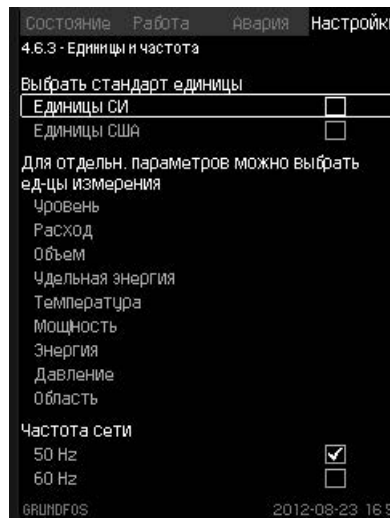 Состояние Работа Авария Настройки
4.6.3 - Единицы и частота
Выбрать стандарт единицы
Единицы СИ
Единицы США
Для отдельн. параметров можно выбрать
ед-цы измерения
Уровень
Расход
Объем
Удельная энергия
Температура
Мощность
Энергия
Давление
Область
Частота сети
50 Hz
60 Hz
GRUNDFOS 2012-08-23